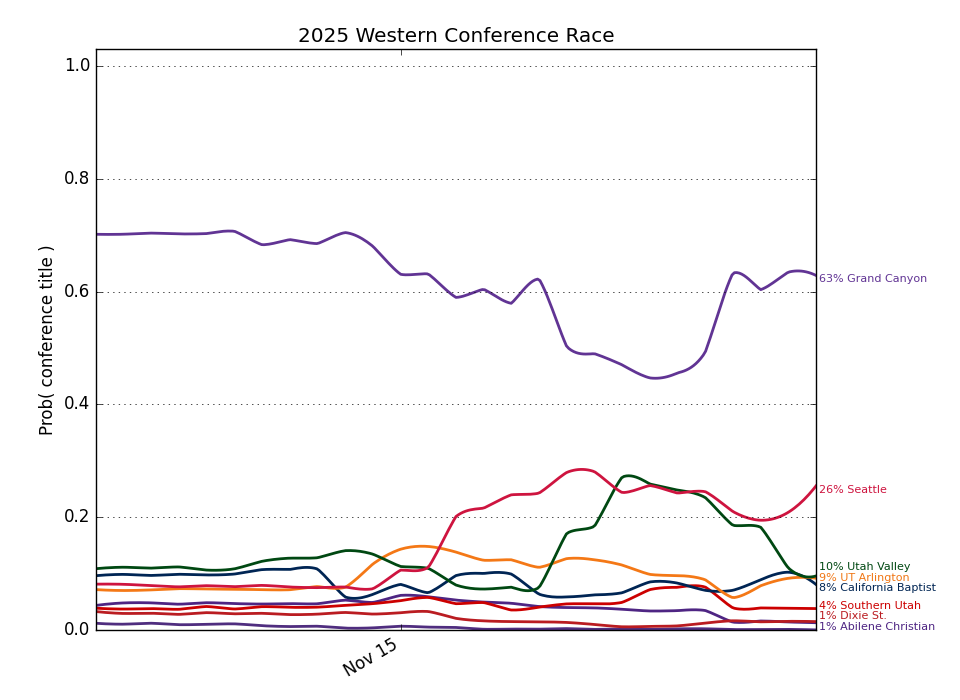 2025 Western Conference Race
1.0
0.8
0.6
0.4
0.2
0.0
Prob( conference title )
Nov 15
63% Grand Canyon
26% Seattle
10% Utah Valley
9% UT Arlington
8% California Baptist
4% Southern Utah
1% Dixie St.
1% Abilene Christian